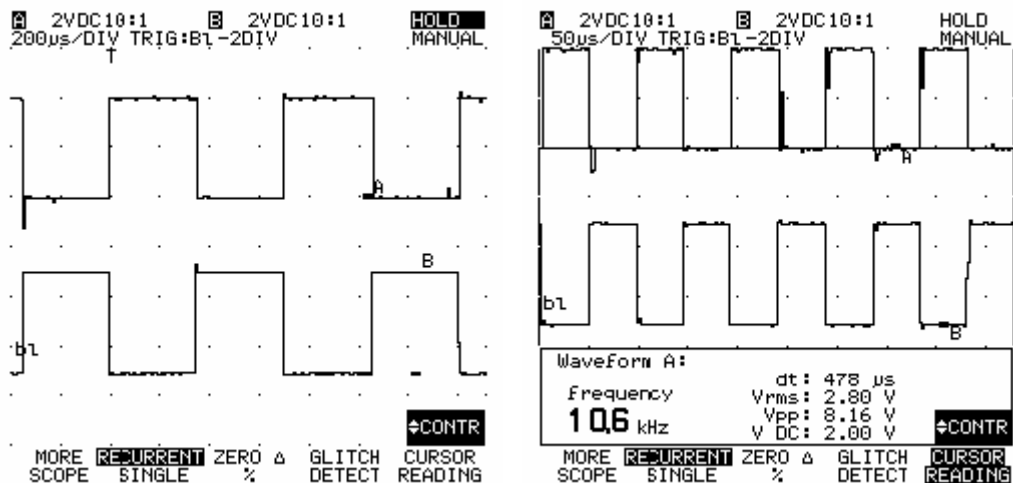 A 2VDC10:1 B 2VDC10:1 HOLD
200µs/DIV TRIG:B↿-2DIV MANUAL
A
B
b↿
◆CONTR
MORE RECURRENT ZERO Δ GLITCH CURSOR
SCOPE SINGLE % DETECT READING
A 2VDC10:1 B 2VDC10:1 HOLD
50µs/DIV TRIG:B↿-2DIV MANUAL
A
b↿
B
Waveform A:
frequency
10,6 kHz
dt: 478 µs
Vrms: 2.80 V
Vpp: 8.16 V
V DC: 2.00 V
◆CONTR
MORE RECURRENT ZERO Δ GLITCH CURSOR
SCOPE SINGLE % DETECT READING